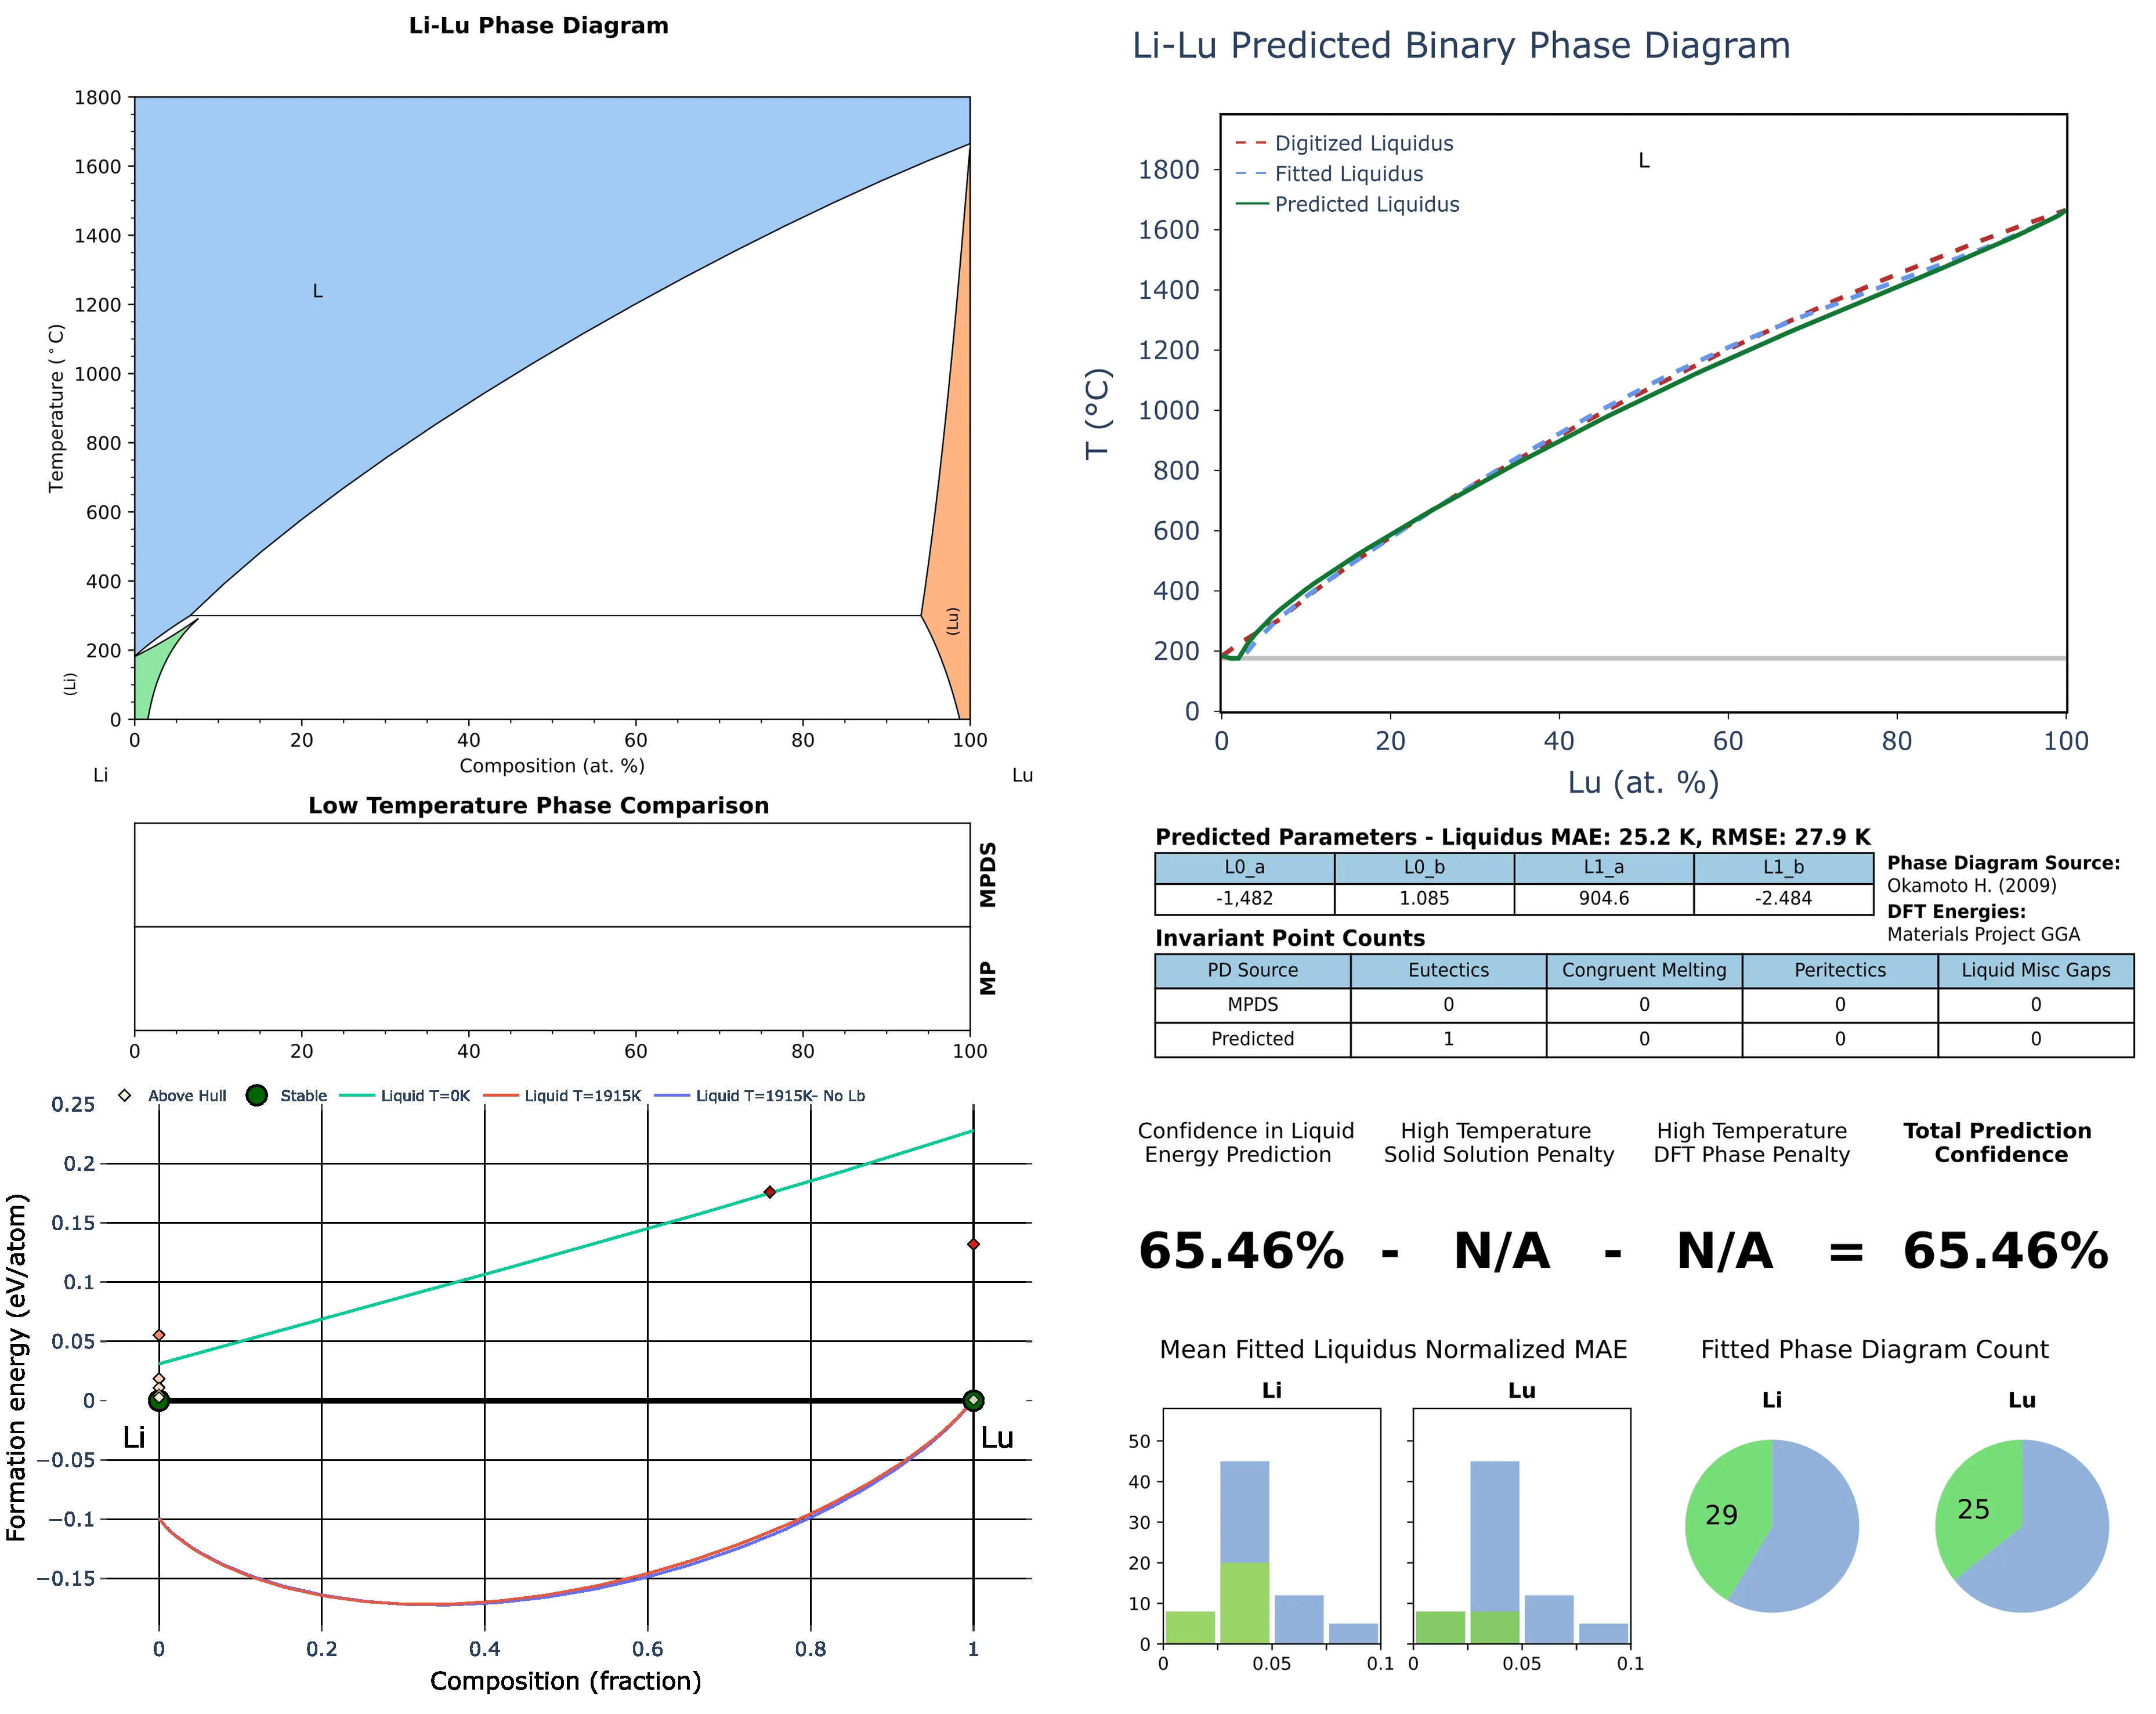 Li-Lu Phase Diagram
1800
1600
1400
1200
1000
800
600
400
200
0
Temperature (°C)
L
(Li)
(Lu)
0 20 40 60 80 100
Composition (at. %)
Li Lu
Low Temperature Phase Comparison
MPDS
MP
0 20 40 60 80 100
Above Hull Stable Liquid T=0K Liquid T=1915K Liquid T=1915K- No Lb
0.25
0.2
0.15
0.1
0.05
0
−0.05
−0.1
−0.15
Formation energy (eV/atom)
Li Lu
0 0.2 0.4 0.6 0.8 1
Composition (fraction)
Li-Lu Predicted Binary Phase Diagram
Digitized Liquidus
Fitted Liquidus
Predicted Liquidus
L
1800
1600
1400
1200
1000
800
600
400
200
0
T (°C)
0 20 40 60 80 100
Lu (at. %)
Predicted Parameters - Liquidus MAE: 25.2 K, RMSE: 27.9 K
L0_a L0_b L1_a L1_b
-1,482 1.085 904.6 -2.484
Phase Diagram Source:
Okamoto H. (2009)
DFT Energies:
Materials Project GGA
Invariant Point Counts
PD Source Eutectics Congruent Melting Peritectics Liquid Misc Gaps
MPDS 0 0 0 0
Predicted 1 0 0 0
Confidence in Liquid
Energy Prediction
High Temperature
Solid Solution Penalty
High Temperature
DFT Phase Penalty
Total Prediction
Confidence
65.46% - N/A - N/A = 65.46%
Mean Fitted Liquidus Normalized MAE
Li Lu
50
40
30
20
10
0
0 0.05 0.1 0 0.05 0.1
Fitted Phase Diagram Count
Li Lu
29 25